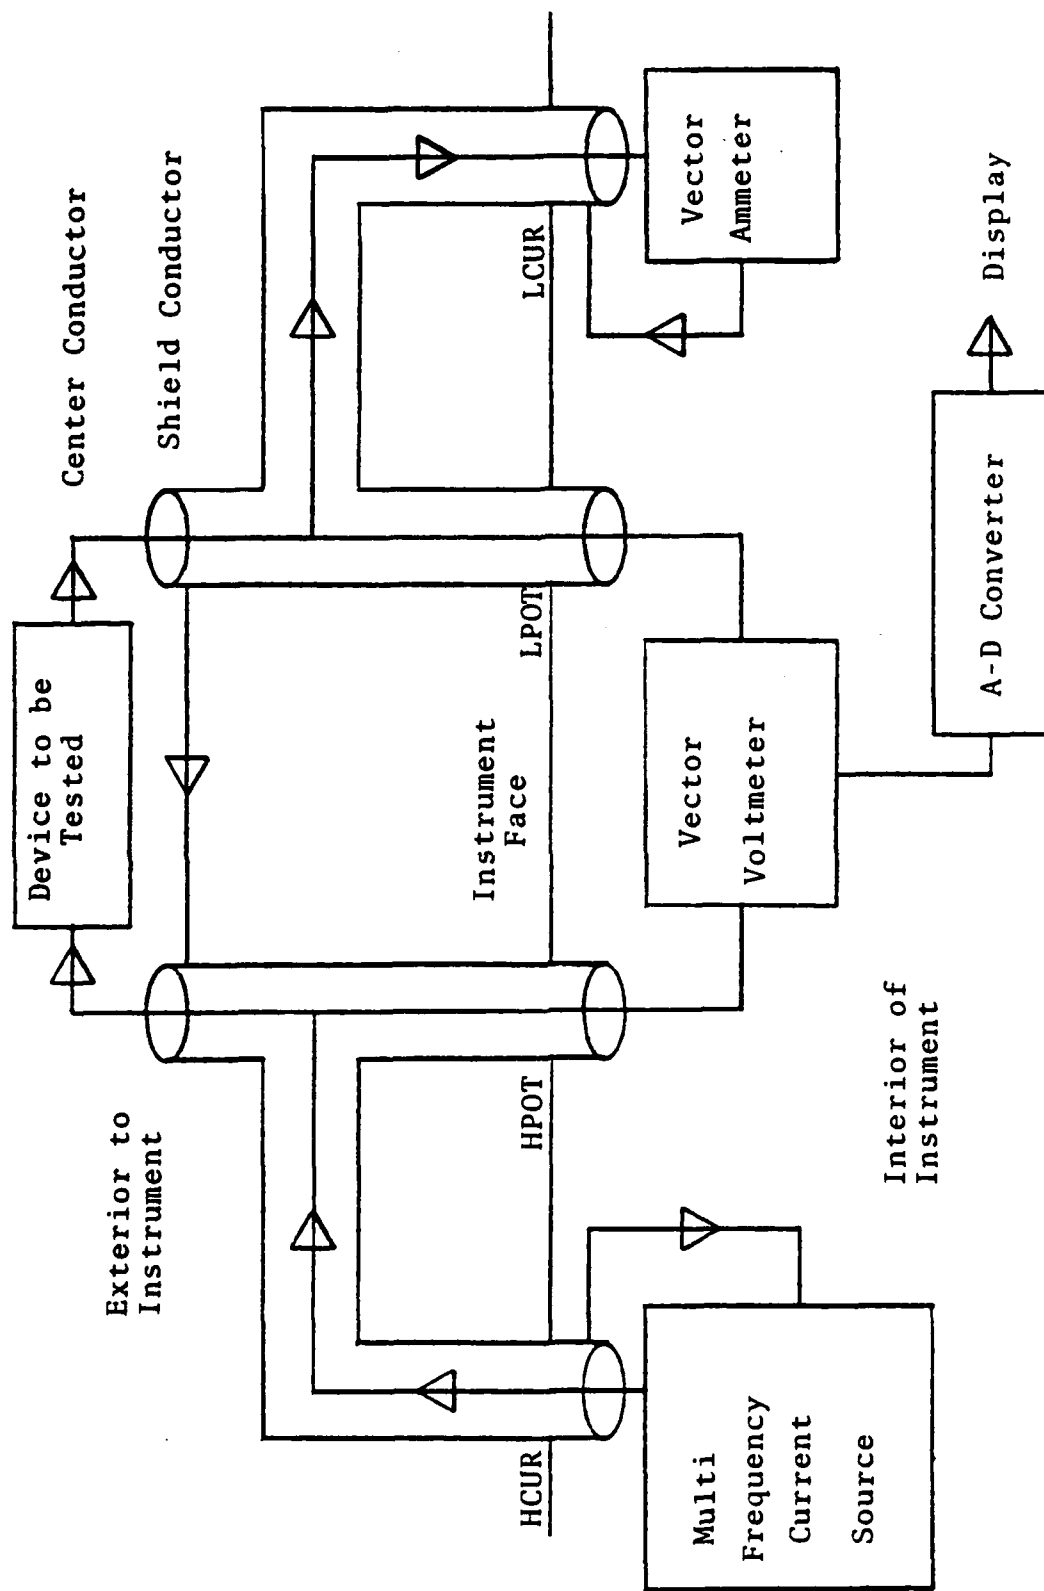 Center Conductor
Shield Conductor
Device to be
Tested
Exterior to
Instrument
Instrument
Face
HCUR
HPOT
LPOT
LCUR
Multi
Frequency
Current
Source
Vector
Voltmeter
Vector
Ammeter
Interior of
Instrument
A-D Converter
Display